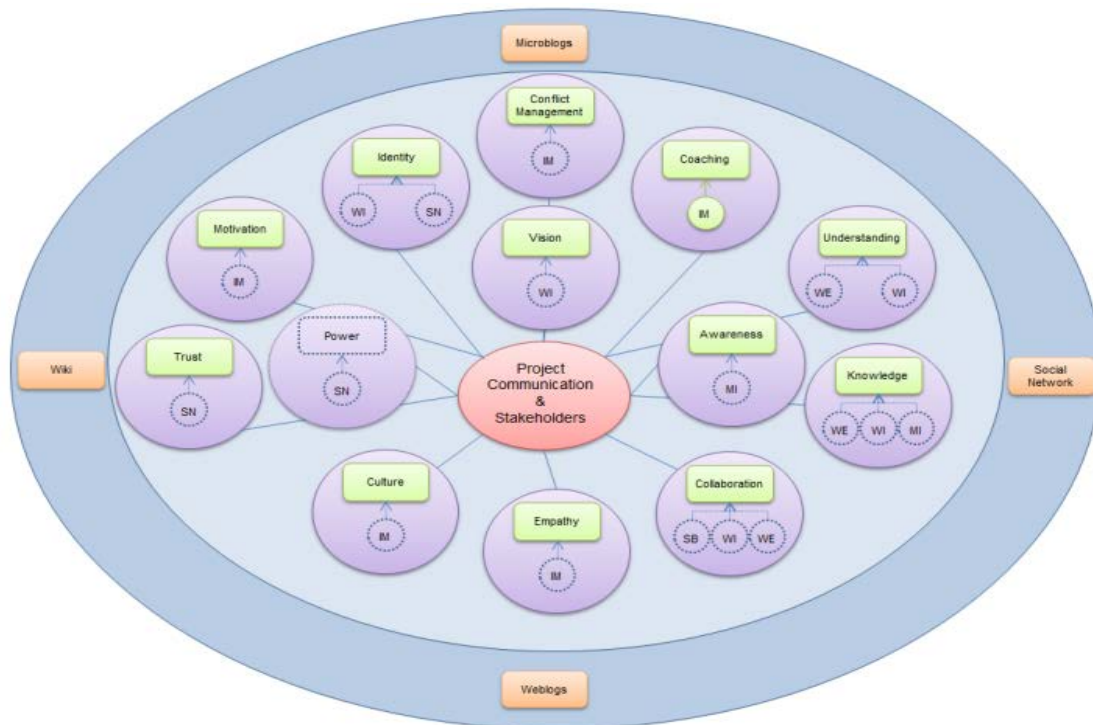 Microblogs
Conflict
Management
IM
Identity
WI
SN
Coaching
IM
Motivation
IM
Vision
WI
Understanding
WE
WI
Power
SN
Awareness
MI
Trust
SN
Project
Communication
&
Stakeholders
Knowledge
WE
WI
MI
Wiki
Social
Network
Culture
IM
Empathy
IM
Collaboration
SB
WI
WE
Weblogs